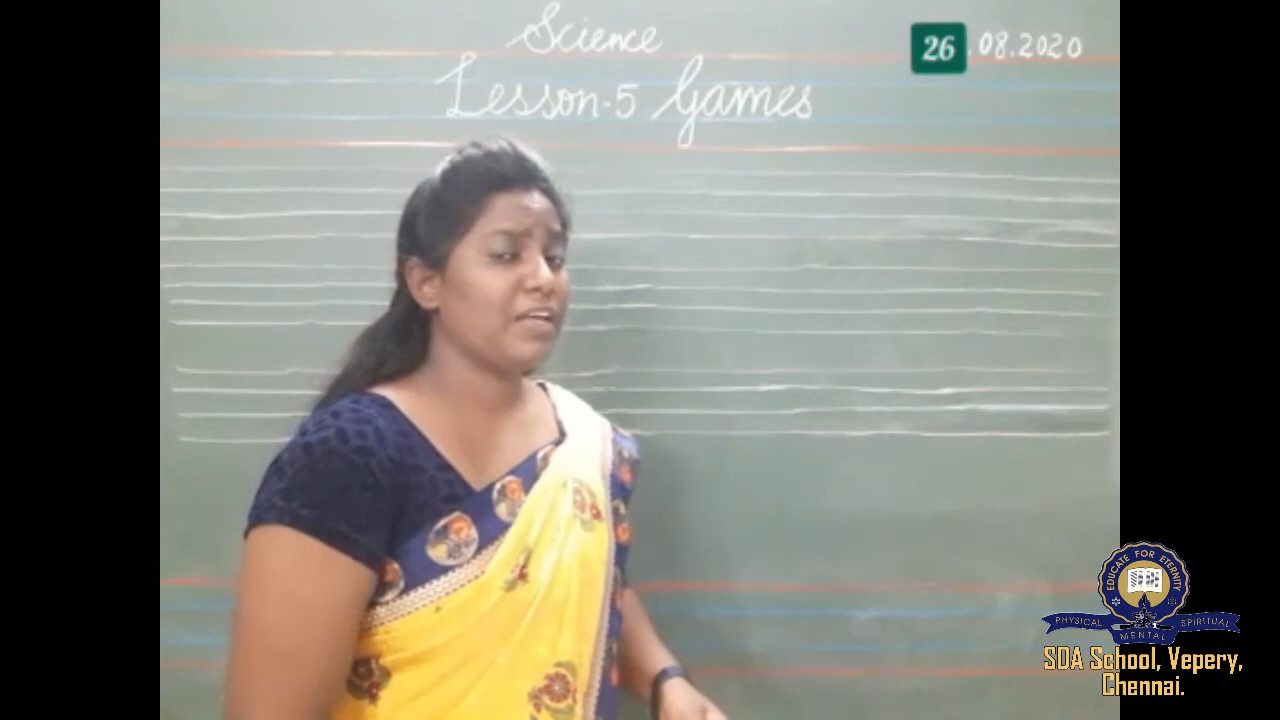 Science
26.08.2020
Lesson-5 Games
EDUCATE FOR ETERNITY
PHYSICAL MENTAL SPIRITUAL
SDA School, Vepery,
Chennai.